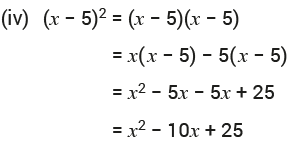 (iv) (x − 5)² = (x − 5)(x − 5)
= x(x − 5) − 5(x − 5)
= x² − 5x − 5x + 25
= x² − 10x + 25